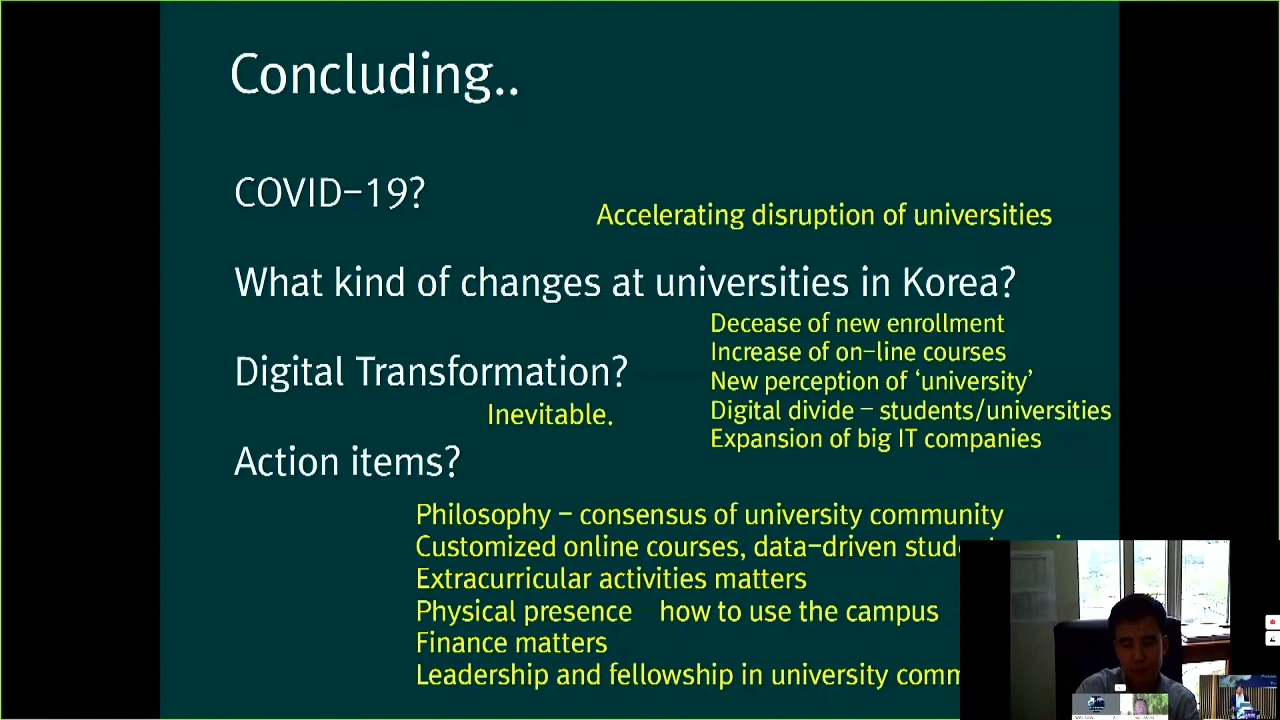 Concluding..
COVID-19?
Accelerating disruption of universities
What kind of changes at universities in Korea?
Decease of new enrollment
Increase of on-line courses
Digital Transformation?
New perception of ‘university’
Digital divide – students/universities
Inevitable.
Expansion of big IT companies
Action items?
Philosophy – consensus of university community
Customized online courses, data-driven
Extracurricular activities matters
Physical presence how to use the campus
Finance matters
Leadership and fellowship in university